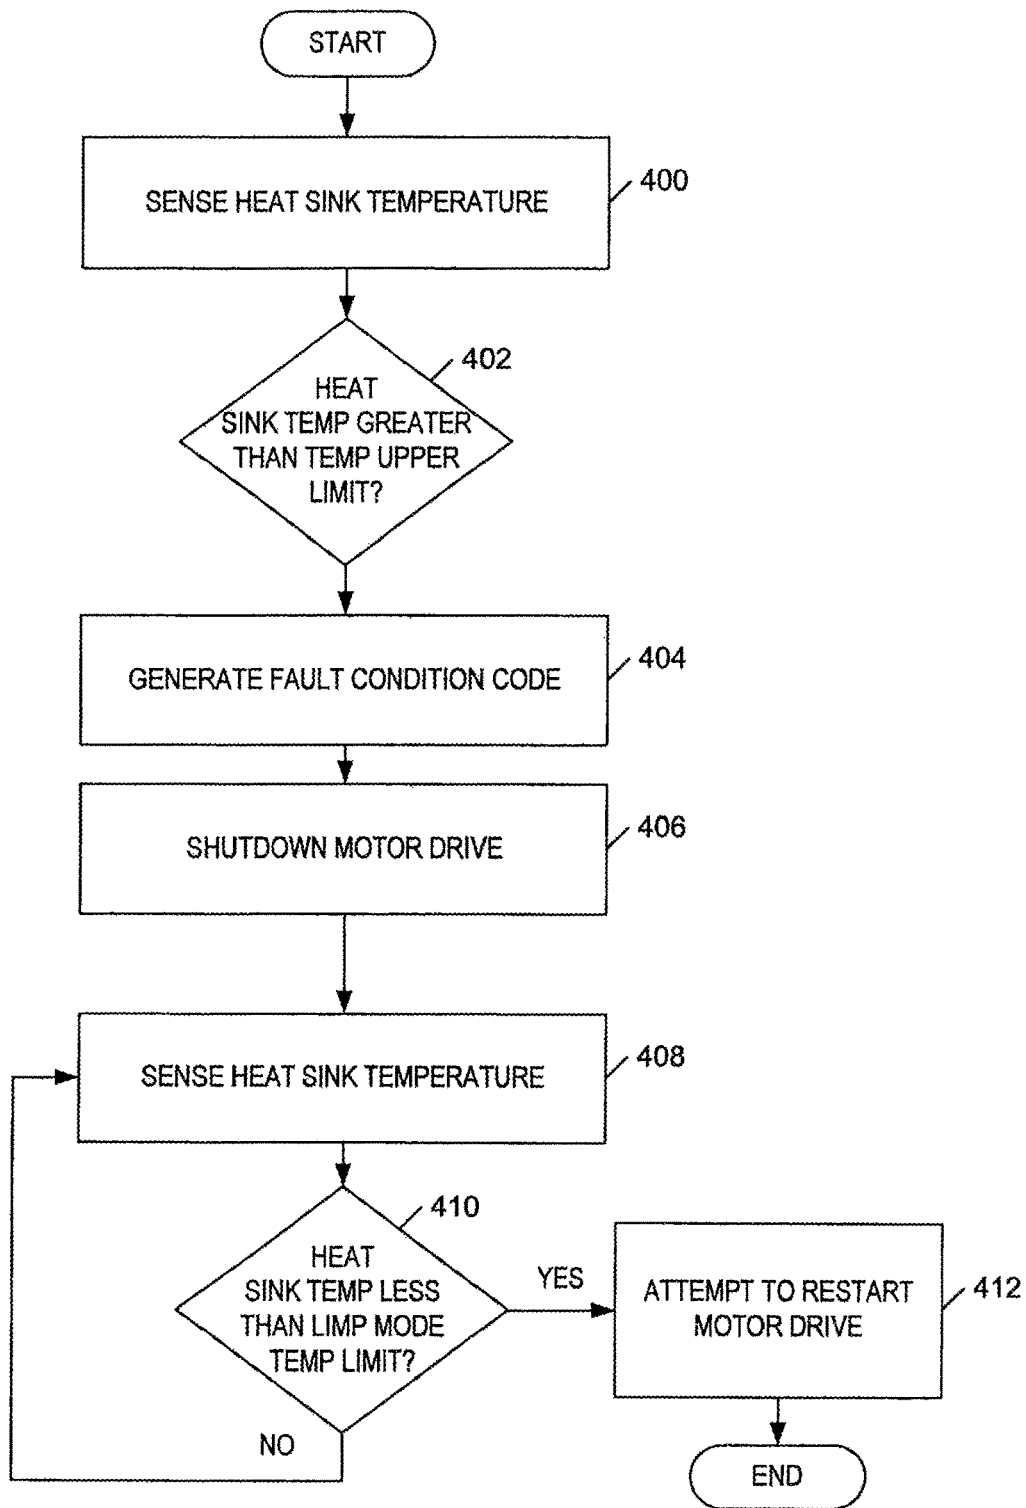 START
SENSE HEAT SINK TEMPERATURE
400
402
HEAT
SINK TEMP GREATER
THAN TEMP UPPER
LIMIT?
GENERATE FAULT CONDITION CODE
404
SHUTDOWN MOTOR DRIVE
406
SENSE HEAT SINK TEMPERATURE
408
410
HEAT
SINK TEMP LESS
THAN LIMP MODE
TEMP LIMIT?
YES
ATTEMPT TO RESTART
MOTOR DRIVE
412
NO
END